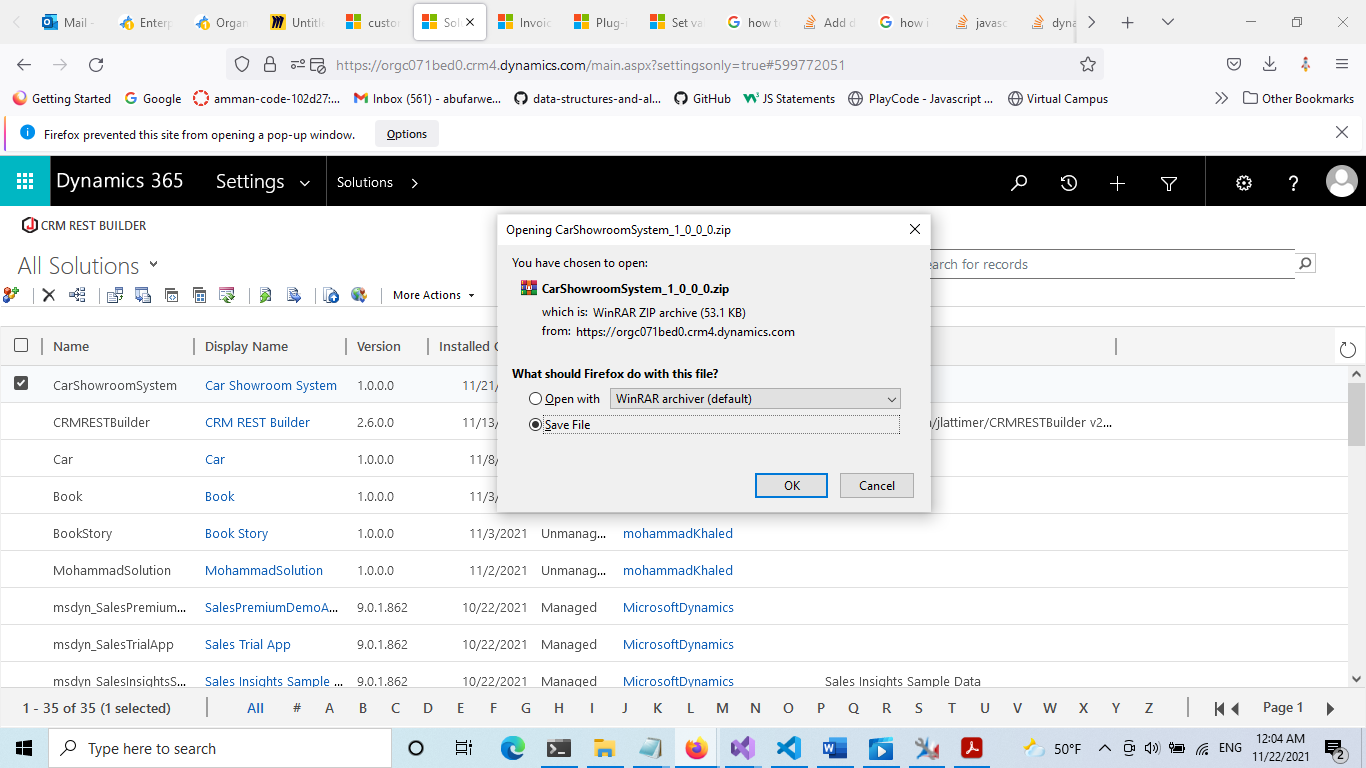 Mail -
Enterp
Organ
Untitle
custo
Sol
Invoic
Plug-i
Set va
how t
Add d
how i
javasc
dyna
https://orgc071bed0.crm4.dynamics.com/main.aspx?settingsonly=true#599772051
Getting Started Google amman-code-102d27:... Inbox (561) - abufarwe... data-structures-and-al... GitHub JS Statements PlayCode - Javascript ... Virtual Campus Other Bookmarks
Firefox prevented this site from opening a pop-up window. Options
Dynamics 365 Settings Solutions
CRM REST BUILDER
All Solutions
earch for records
More Actions
Name Display Name Version Installed O
CarShowroomSystem Car Showroom System 1.0.0.0 11/21/
CRMRESTBuilder CRM REST Builder 2.6.0.0 11/13/ /jlattimer/CRMRESTBuilder v2...
Car Car 1.0.0.0 11/8/
Book Book 1.0.0.0 11/3/
BookStory Book Story 1.0.0.0 11/3/2021 Unmanag... mohammadKhaled
MohammadSolution MohammadSolution 1.0.0.0 11/2/2021 Unmanag... mohammadKhaled
msdyn_SalesPremium... SalesPremiumDemoA... 9.0.1.862 10/22/2021 Managed MicrosoftDynamics
msdyn_SalesTrialApp Sales Trial App 9.0.1.862 10/22/2021 Managed MicrosoftDynamics
msdyn_SalesInsightsS... Sales Insights Sample ... 9.0.1.862 10/22/2021 Managed MicrosoftDynamics Sales Insights Sample Data
Opening CarShowroomSystem_1_0_0_0.zip
You have chosen to open:
CarShowroomSystem_1_0_0_0.zip
which is: WinRAR ZIP archive (53.1 KB)
from: https://orgc071bed0.crm4.dynamics.com
What should Firefox do with this file?
Open with WinRAR archiver (default)
Save File
OK Cancel
1 - 35 of 35 (1 selected) All # A B C D E F G H I J K L M N O P Q R S T U V W X Y Z Page 1
Type here to search
50°F
ENG
12:04 AM
11/22/2021
2